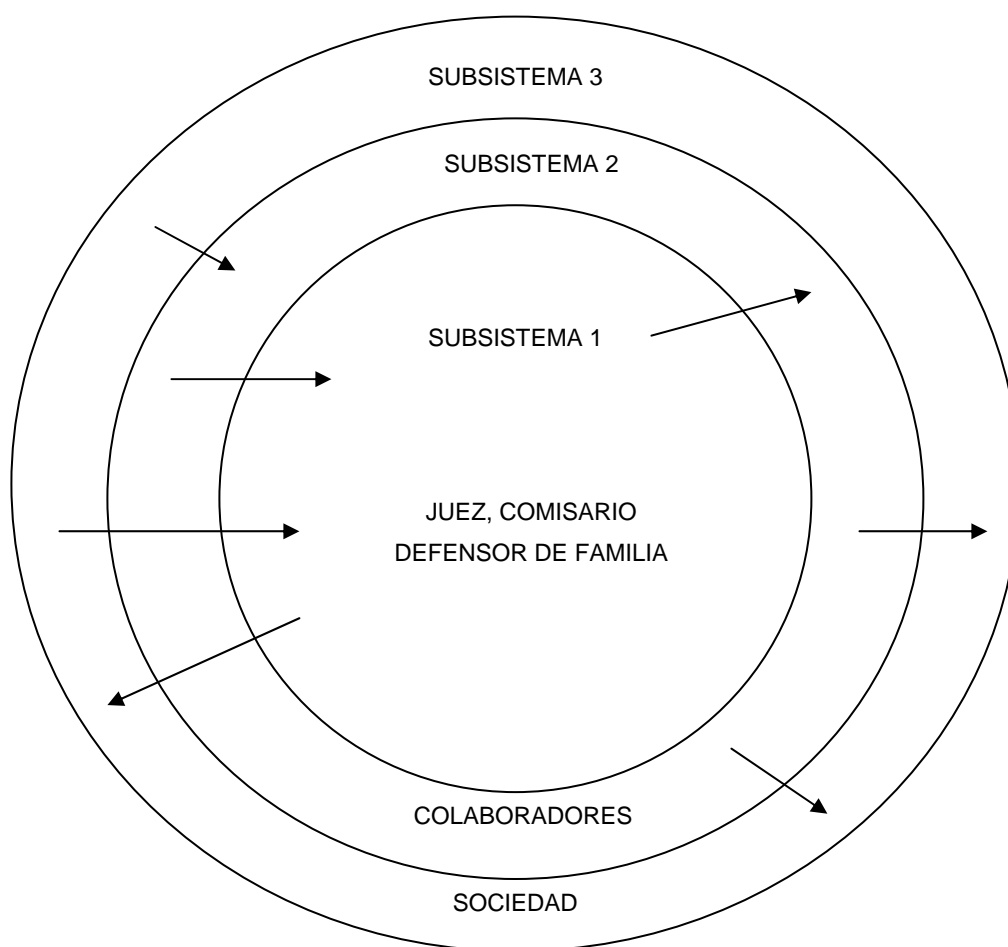 SUBSISTEMA 3
SUBSISTEMA 2
SUBSISTEMA 1
JUEZ, COMISARIO
DEFENSOR DE FAMILIA
COLABORADORES
SOCIEDAD